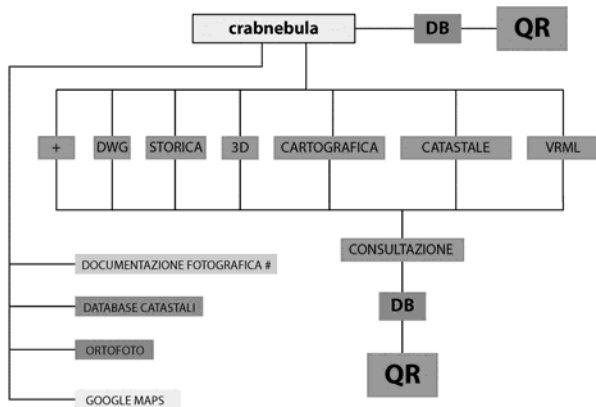 crabnebula
DB
QR
+
DWG
STORICA
3D
CARTOGRAFICA
CATASTALE
VRML
CONSULTAZIONE
DOCUMENTAZIONE FOTOGRAFICA #
DATABASE CATASTALI
DB
ORTOFOTO
QR
GOOGLE MAPS